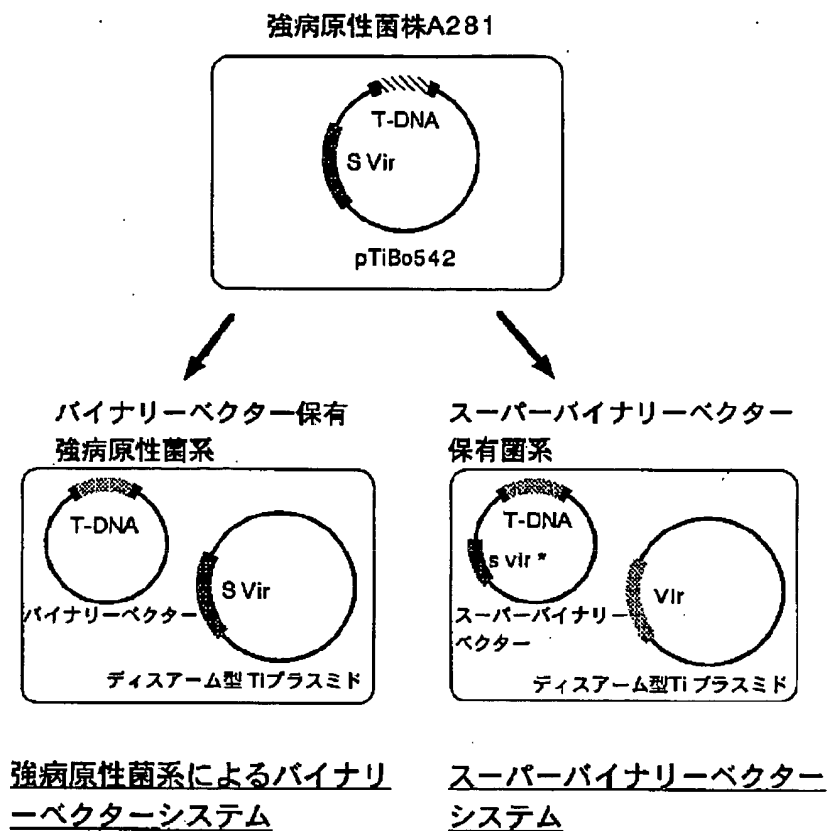 強病原性菌株A281
T-DNA
S Vir
pTiBo542
バイナリーベクター保有
強病原性菌系
T-DNA
バイナリーベクター
S Vir
ディスアーム型 Tiプラスミド
スーパーバイナリーベクター
保有菌系
T-DNA
s vir *
スーパーバイナリー
ベクター
Vir
ディスアーム型Ti プラスミド
強病原性菌系によるバイナリ
ーベクターシステム
スーパーバイナリーベクター
システム